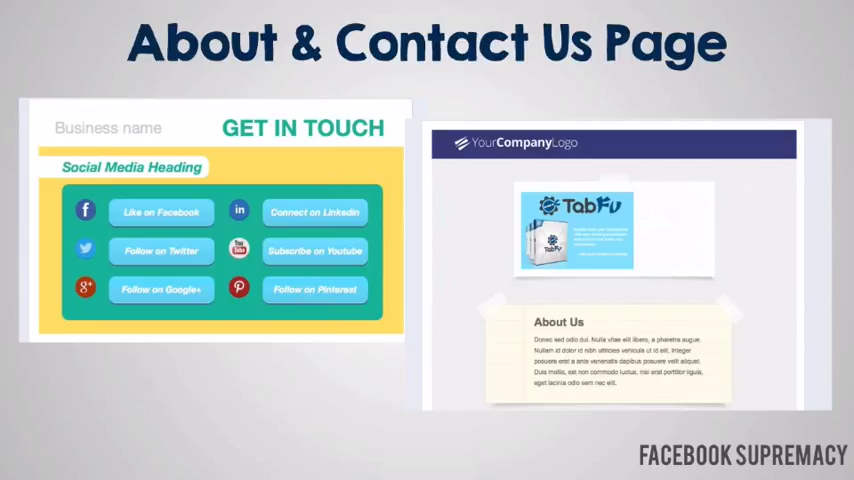 About & Contact Us Page
Business name
GET IN TOUCH
Social Media Heading
Like on Facebook
Connect on Linkedin
Follow on Twitter
Subscribe on Youtube
Follow on Google+
Follow on Pinterest
YourCompanyLogo
TabFu
TabFu
About Us
Donec sed odio dui. Nulla vitae elit libero, a pharetra augue.
Nullam id dolor id nibh ultricies vehicula ut id elit. Integer
posuere erat a ante venenatis dapibus posuere velit aliquet.
Duis mollis, est non commodo luctus, nisi erat porttitor ligula,
eget lacinia odio sem nec elit.
FACEBOOK SUPREMACY